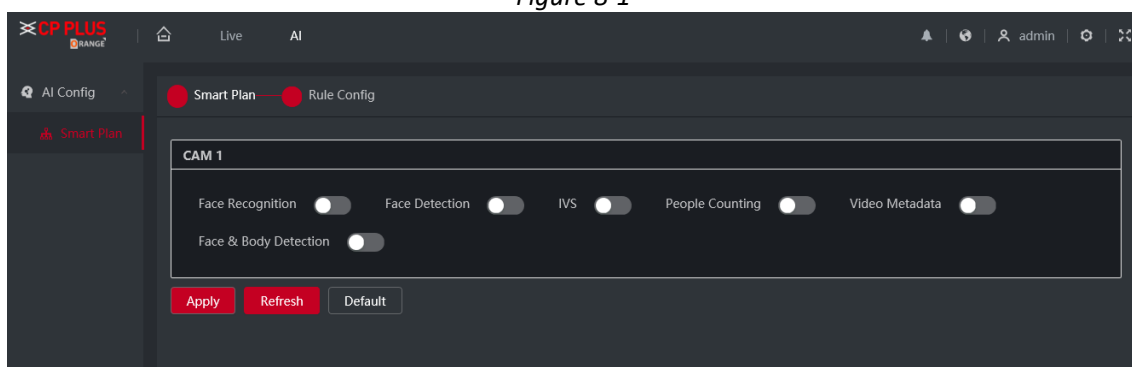 Figure 8-1
CP PLUS
ORANGE
Live AI admin
AI Config
Smart Plan Rule Config
Smart Plan
CAM 1
Face Recognition Face Detection IVS People Counting Video Metadata
Face & Body Detection
Apply Refresh Default